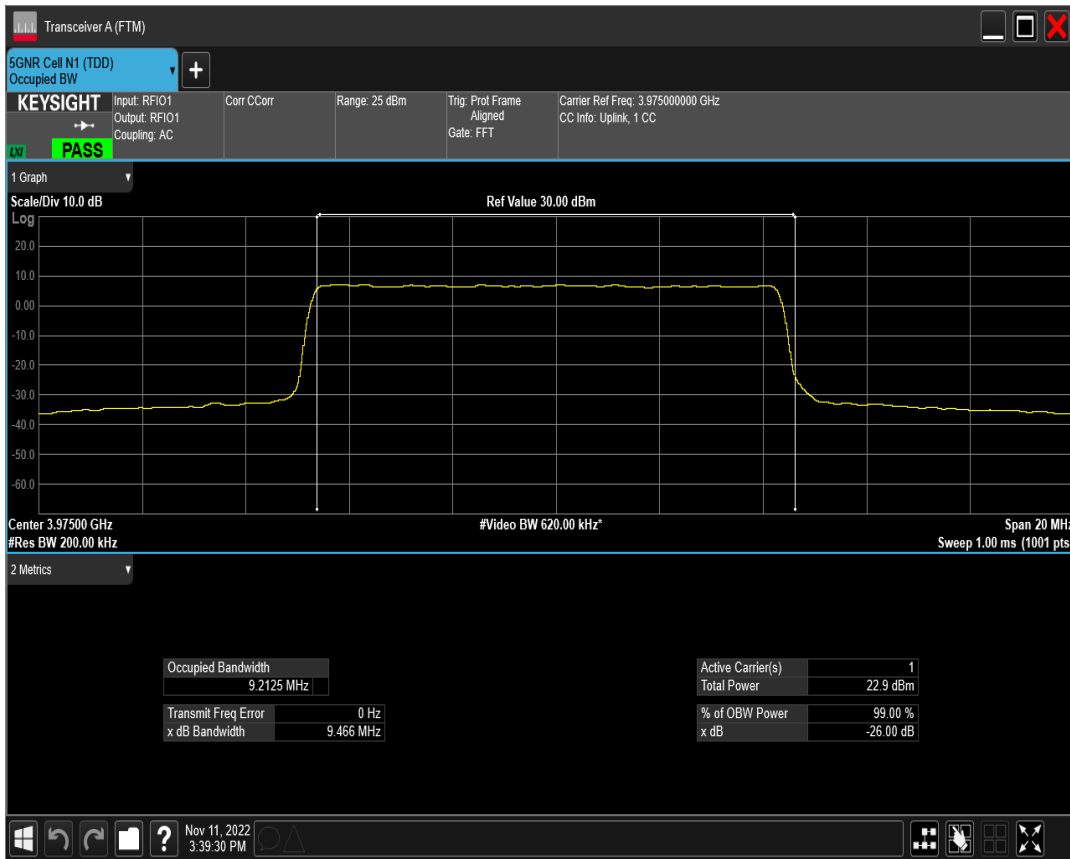 Transceiver A (FTM)
5GNR Cell N1 (TDD)
Occupied BW
+
KEYSIGHT
LXI
PASS
Input: RFIO1
Output: RFIO1
Coupling: AC
Corr CCorr
Range: 25 dBm
Trig: Prot Frame
Aligned
Gate: FFT
Carrier Ref Freq: 3.975000000 GHz
CC Info: Uplink, 1 CC
1 Graph
Scale/Div 10.0 dB
Ref Value 30.00 dBm
Log
20.0
10.0
0.00
-10.0
-20.0
-30.0
-40.0
-50.0
-60.0
Center 3.97500 GHz
#Video BW 620.00 kHz*
Span 20 MHz
#Res BW 200.00 kHz
Sweep 1.00 ms (1001 pts
2 Metrics
Occupied Bandwidth
9.2125 MHz
Transmit Freq Error 0 Hz
x dB Bandwidth 9.466 MHz
Active Carrier(s) 1
Total Power 22.9 dBm
% of OBW Power 99.00 %
x dB -26.00 dB
?
Nov 11, 2022
3:39:30 PM